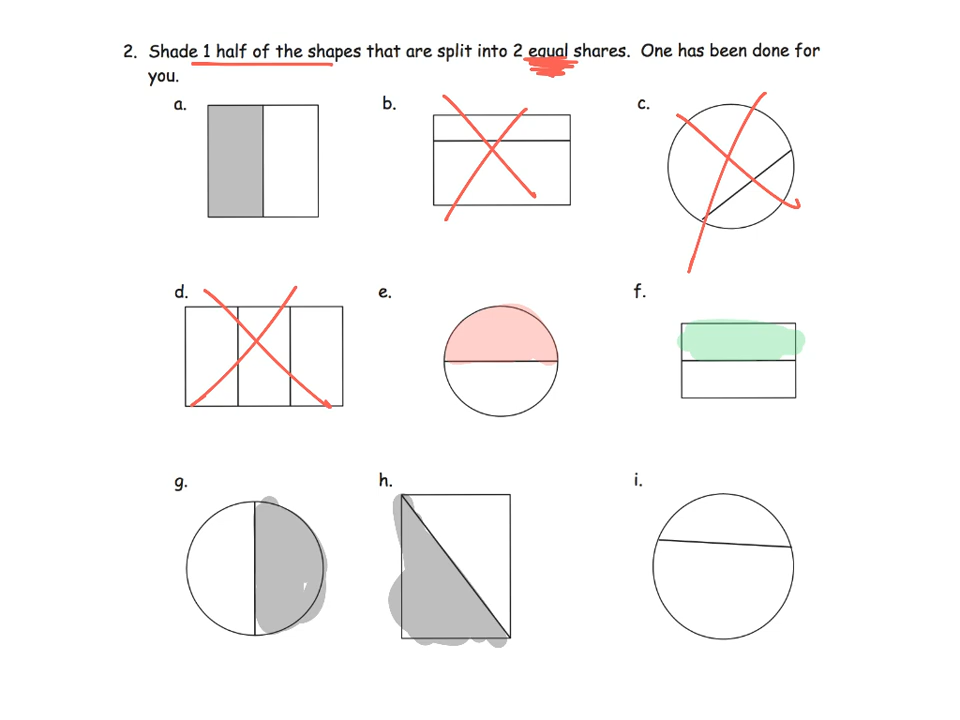 2. Shade 1 half of the shapes that are split into 2 equal shares. One has been done for
you.
a. b. c.
d. e. f.
g. h. i.